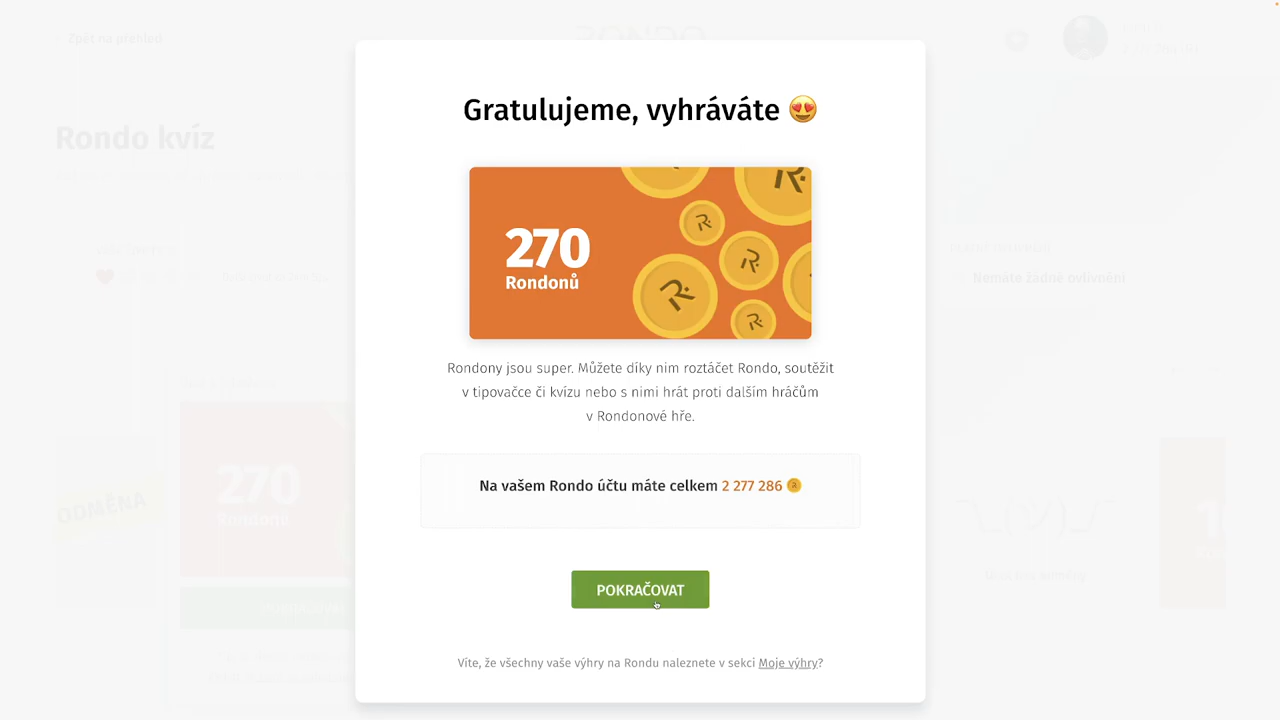 Zpět na přehled
RONDO
Rondo kvíz
Gratulujeme, vyhráváte 😍
270
Rondonů
Rondony jsou super. Můžete díky nim roztáčet Rondo, soutěžit
v tipovačce či kvízu nebo s nimi hrát proti dalším hráčům
v Rondonové hře.
Na vašem Rondo účtu máte celkem 2 277 286
POKRAČOVAT
Víte, že všechny vaše výhry na Rondu naleznete v sekci Moje výhry?
Nemáte žádné ovlivnění
ODMĚNA
270
Rondonů